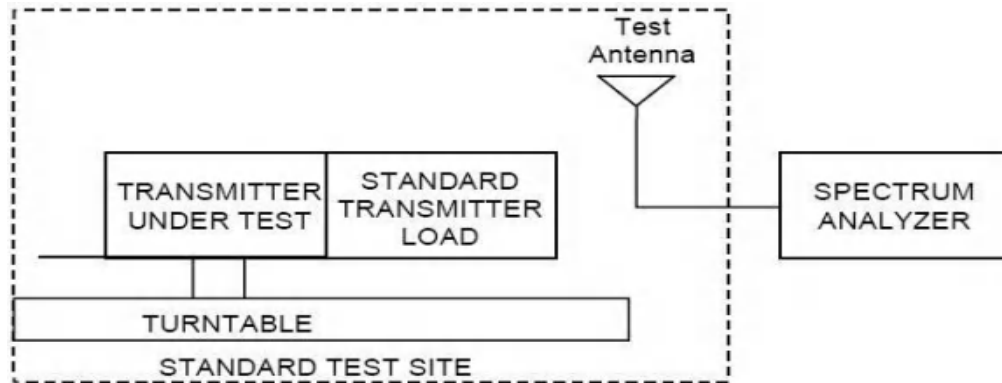 Test
Antenna
TRANSMITTER
UNDER TEST
STANDARD
TRANSMITTER
LOAD
SPECTRUM
ANALYZER
TURNTABLE
STANDARD TEST SITE